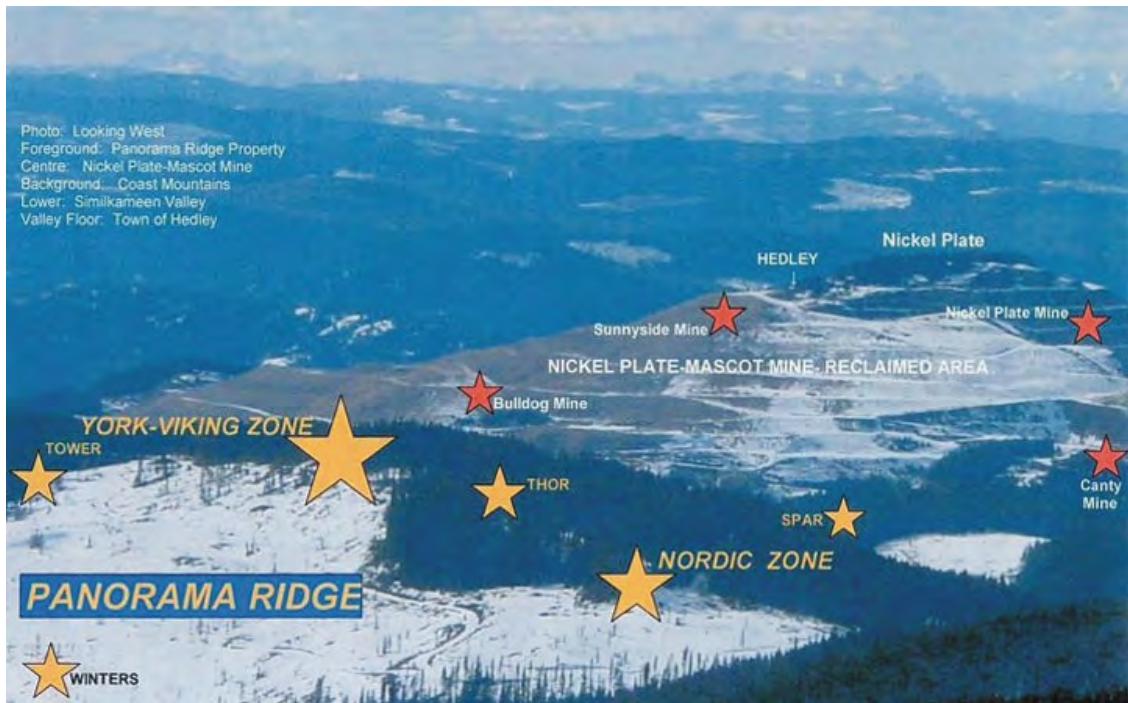 Photo: Looking West
Foreground: Panorama Ridge Property
Centre: Nickel Plate-Mascot Mine
Background: Coast Mountains
Lower: Similkameen Valley
Valley Floor: Town of Hedley
Nickel Plate
HEDLEY
Nickel Plate Mine
Sunnyside Mine
NICKEL PLATE-MASCOT MINE- RECLAIMED AREA
Bulldog Mine
YORK-VIKING ZONE
TOWER
THOR
Canty
Mine
SPAR
NORDIC ZONE
PANORAMA RIDGE
WINTERS